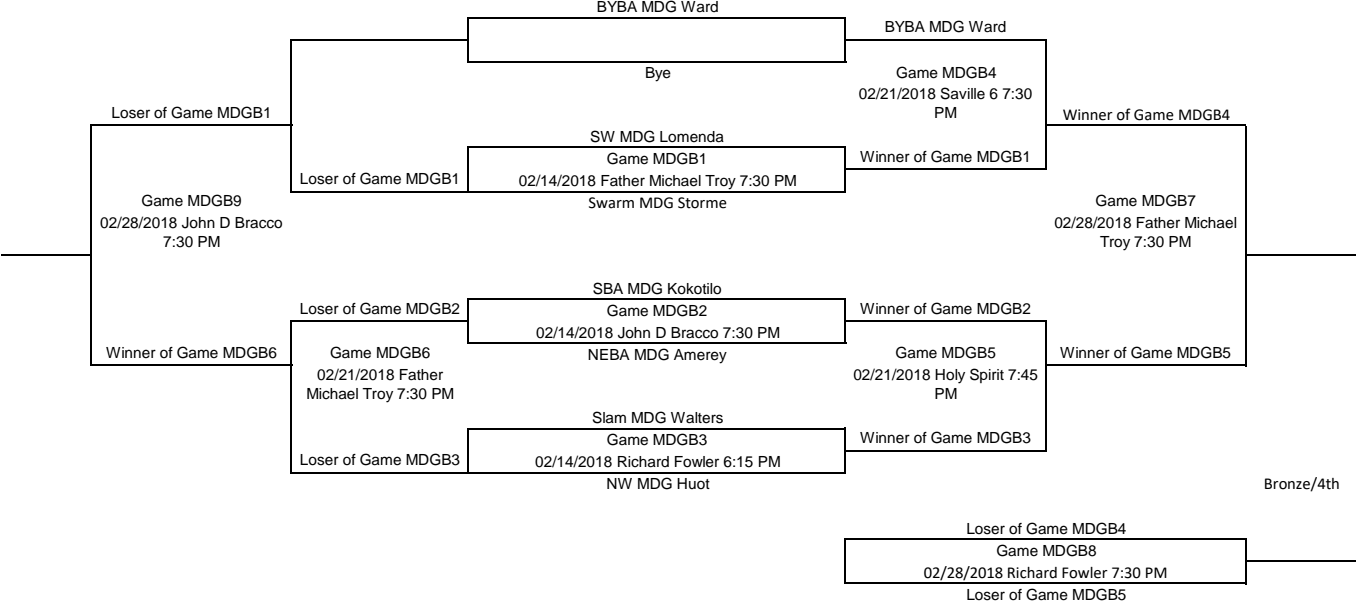 BYBA MDG Ward
BYBA MDG Ward
Bye
Game MDGB4
02/21/2018 Saville 6 7:30
PM
Loser of Game MDGB1
Winner of Game MDGB4
SW MDG Lomenda
Game MDGB1
02/14/2018 Father Michael Troy 7:30 PM
Swarm MDG Storme
Winner of Game MDGB1
Loser of Game MDGB1
Game MDGB9
02/28/2018 John D Bracco
7:30 PM
Game MDGB7
02/28/2018 Father Michael
Troy 7:30 PM
SBA MDG Kokotilo
Loser of Game MDGB2
Game MDGB2
02/14/2018 John D Bracco 7:30 PM
NEBA MDG Amerey
Winner of Game MDGB2
Winner of Game MDGB6
Game MDGB6
02/21/2018 Father
Michael Troy 7:30 PM
Game MDGB5
02/21/2018 Holy Spirit 7:45
PM
Winner of Game MDGB5
Slam MDG Walters
Game MDGB3
02/14/2018 Richard Fowler 6:15 PM
NW MDG Huot
Winner of Game MDGB3
Loser of Game MDGB3
Bronze/4th
Loser of Game MDGB4
Game MDGB8
02/28/2018 Richard Fowler 7:30 PM
Loser of Game MDGB5